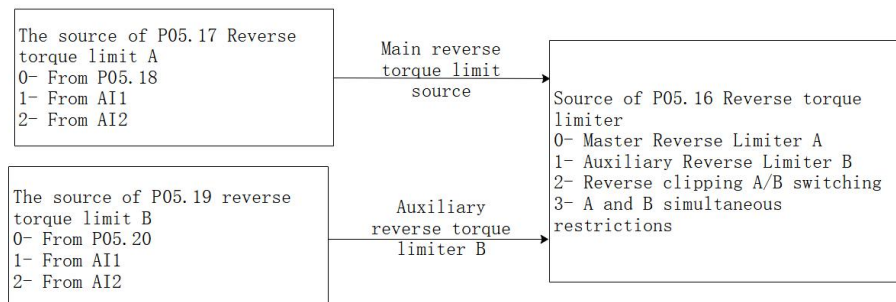 The source of P05.17 Reverse
torque limit A
0- From P05.18
1- From AI1
2- From AI2
Main reverse
torque limit
source
The source of P05.19 reverse
torque limit B
0- From P05.20
1- From AI1
2- From AI2
Auxiliary
reverse torque
limiter B
Source of P05.16 Reverse torque
limiter
0- Master Reverse Limiter A
1- Auxiliary Reverse Limiter B
2- Reverse clipping A/B switching
3- A and B simultaneous
restrictions